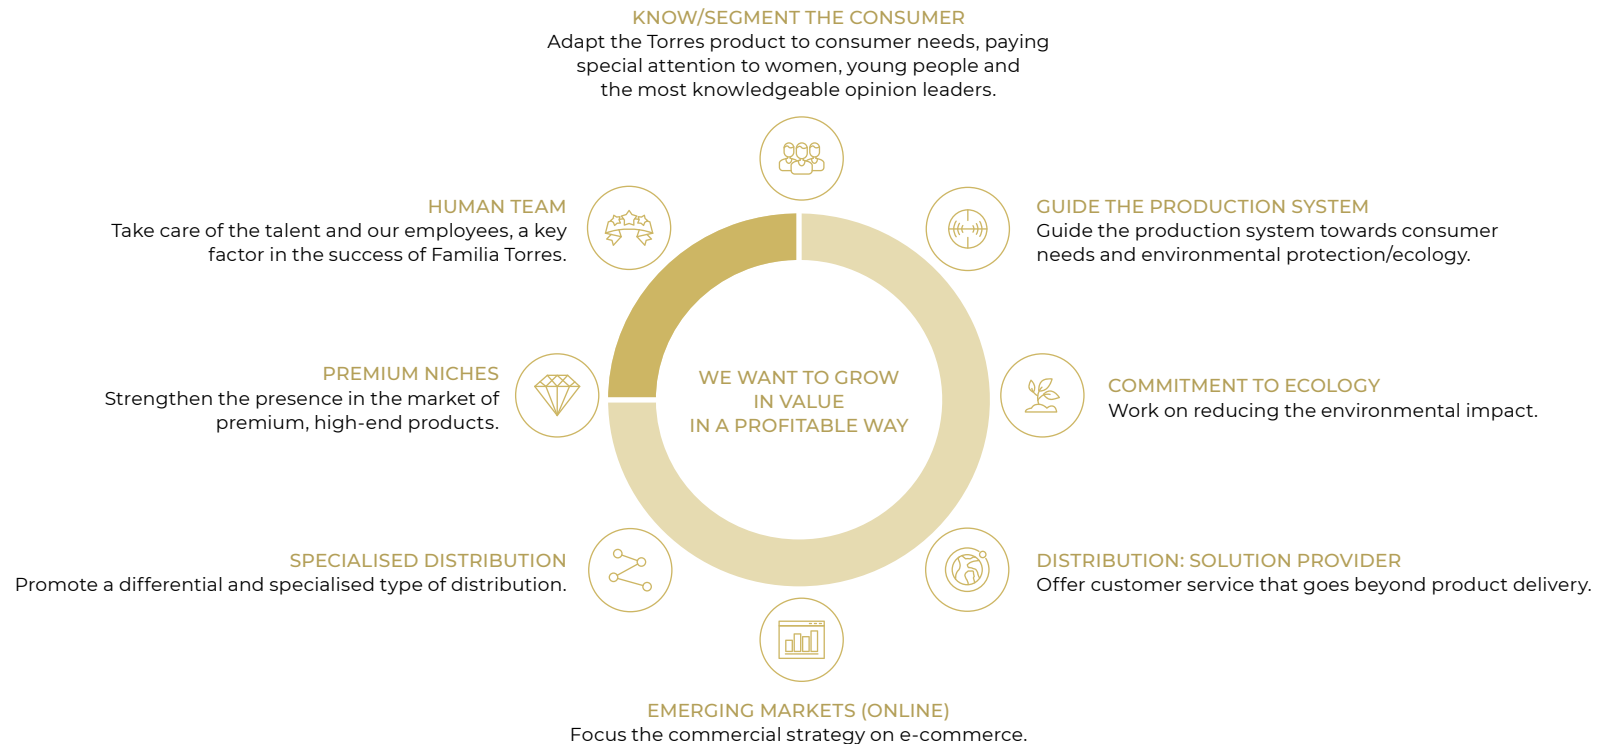 KNOW/SEGMENT THE CONSUMER
Adapt the Torres product to consumer needs, paying
special attention to women, young people and
the most knowledgeable opinion leaders.
HUMAN TEAM
Take care of the talent and our employees, a key
factor in the success of Familia Torres.
GUIDE THE PRODUCTION SYSTEM
Guide the production system towards consumer
needs and environmental protection/ecology.
PREMIUM NICHES
Strengthen the presence in the market of
premium, high-end products.
WE WANT TO GROW
IN VALUE
IN A PROFITABLE WAY
COMMITMENT TO ECOLOGY
Work on reducing the environmental impact.
SPECIALISED DISTRIBUTION
Promote a differential and specialised type of distribution.
DISTRIBUTION: SOLUTION PROVIDER
Offer customer service that goes beyond product delivery.
EMERGING MARKETS (ONLINE)
Focus the commercial strategy on e-commerce.